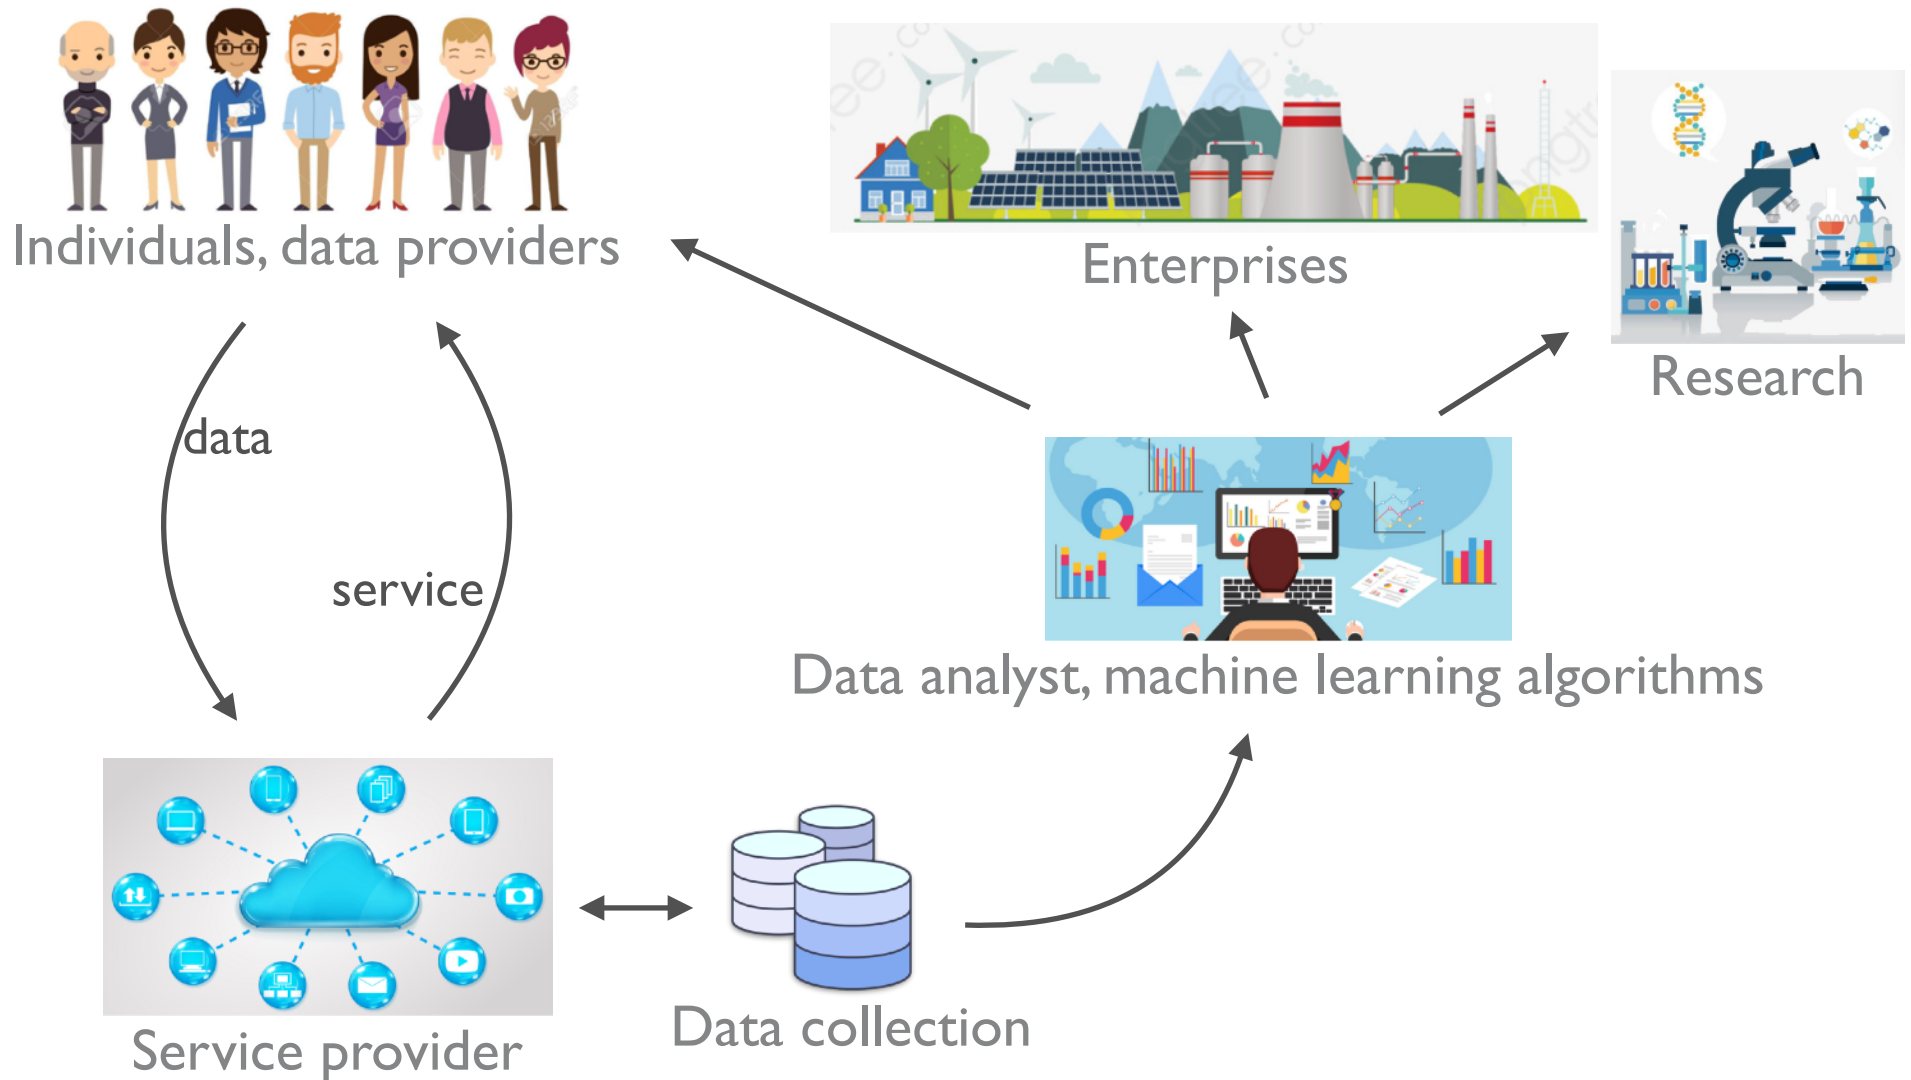 Individuals, data providers
Enterprises
Research
data
service
Data analyst, machine learning algorithms
Data collection
Service provider